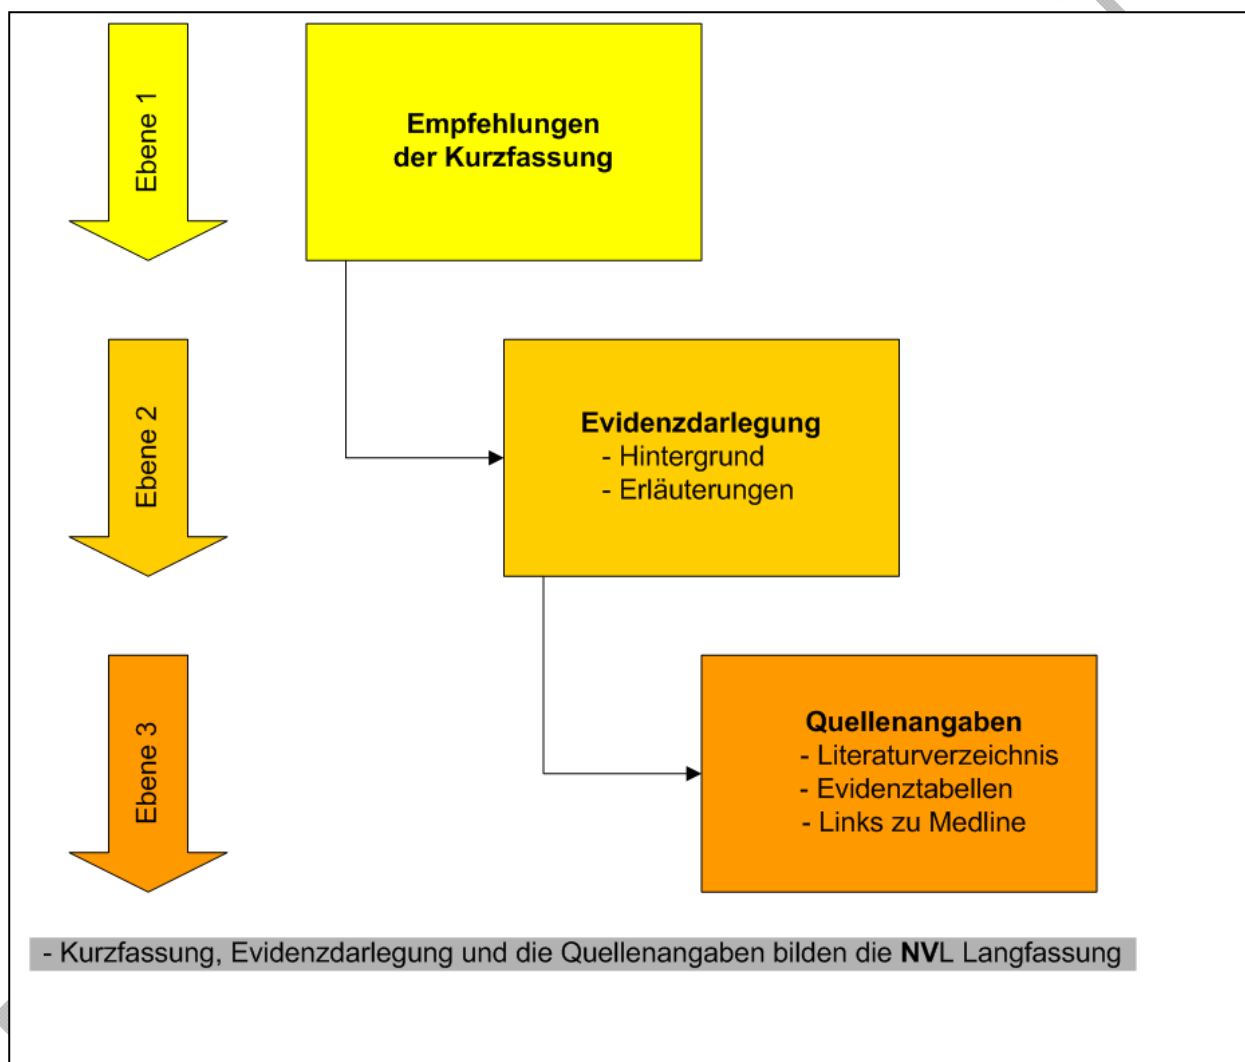 Ebene 1
Empfehlungen
der Kurzfassung
Ebene 2
Evidenzdarlegung
- Hintergrund
- Erläuterungen
Ebene 3
Quellenangaben
- Literaturverzeichnis
- Evidenztabellen
- Links zu Medline
- Kurzfassung, Evidenzdarlegung und die Quellenangaben bilden die NVL Langfassung